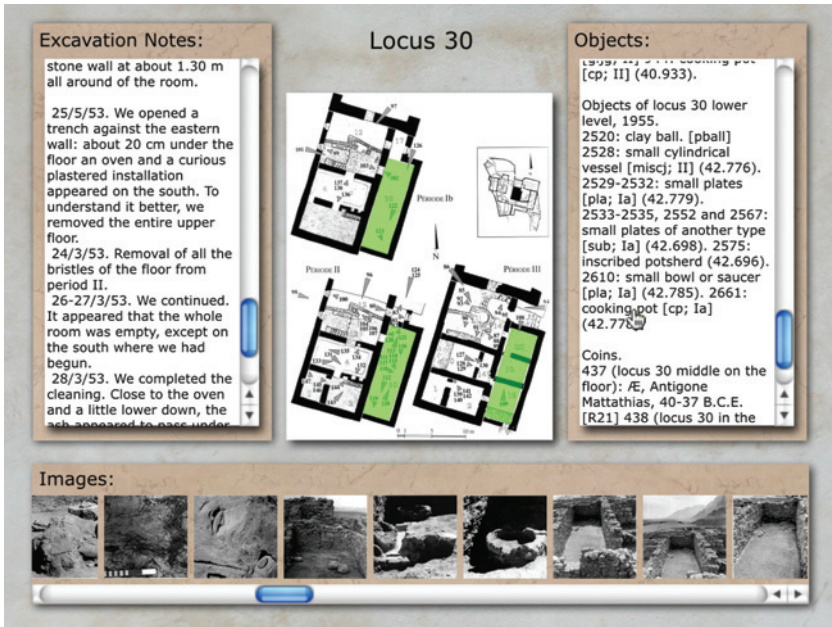 Excavation Notes:
stone wall at about 1.30 m
all around of the room.
25/5/53. We opened a
trench against the eastern
wall: about 20 cm under the
floor an oven and a curious
plastered installation
appeared on the south. To
understand it better, we
removed the entire upper
floor.
24/3/53. Removal of all the
bristles of the floor from
period II.
26-27/3/53. We continued.
It appeared that the whole
room was empty, except on
the south where we had
begun.
28/3/53. We completed the
cleaning. Close to the oven
and a little lower down, the
ash appeared to pass under
Locus 30
PERIODE Ib
PERIODE II
PERIODE III
N
Objects:
[cp; II] (40.933).
Objects of locus 30 lower
level, 1955.
2520: clay ball. [pball]
2528: small cylindrical
vessel [miscj; II] (42.776).
2529-2532: small plates
[pla; Ia] (42.779).
2533-2535, 2552 and 2567:
small plates of another type
[sub; Ia] (42.698). 2575:
inscribed potsherd (42.696).
2610: small bowl or saucer
[pla; Ia] (42.785). 2661:
cooking pot [cp; Ia]
Coins.
437 (locus 30 middle on the
floor): Æ, Antigone
Mattathias, 40-37 B.C.E.
[R21] 438 (locus 30 in the
Images: